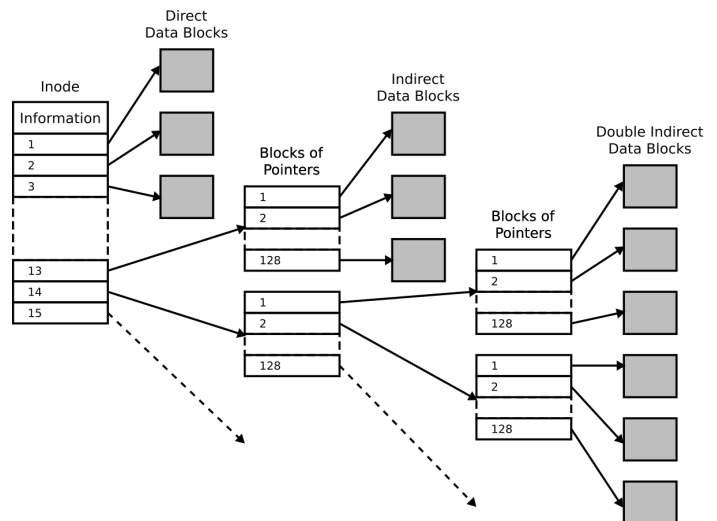 Direct
Data Blocks
Inode
Information
1
2
3
13
14
15
Indirect
Data Blocks
Blocks of
Pointers
1
2
128
1
2
128
Double Indirect
Data Blocks
Blocks of
Pointers
1
2
128
1
2
128